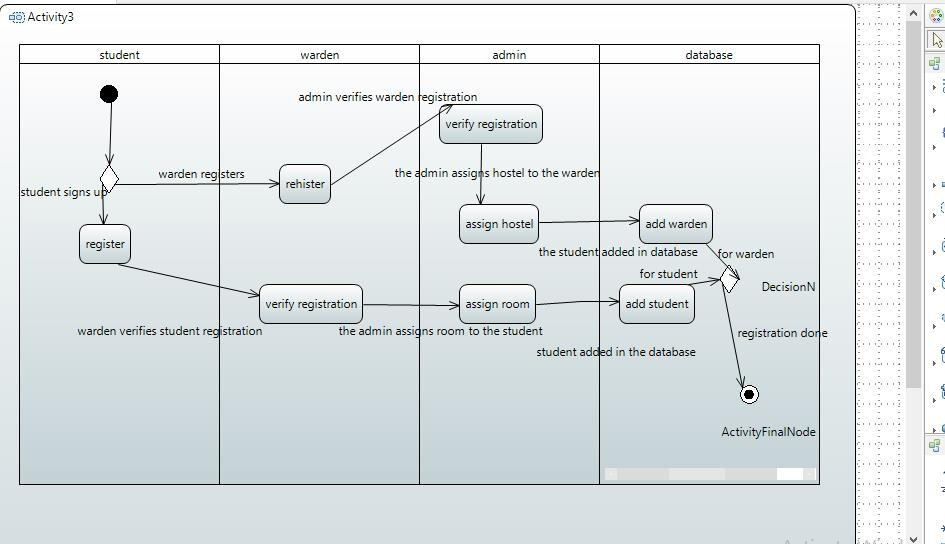 Activity3
student
warden
admin
database
admin verifies warden registration
verify registration
warden registers
the admin assigns hostel to the warden
student signs up
rehister
register
assign hostel
add warden
the student added in database
for warden
for student
DecisionN
verify registration
assign room
add student
warden verifies student registration
the admin assigns room to the student
registration done
student added in the database
ActivityFinalNode